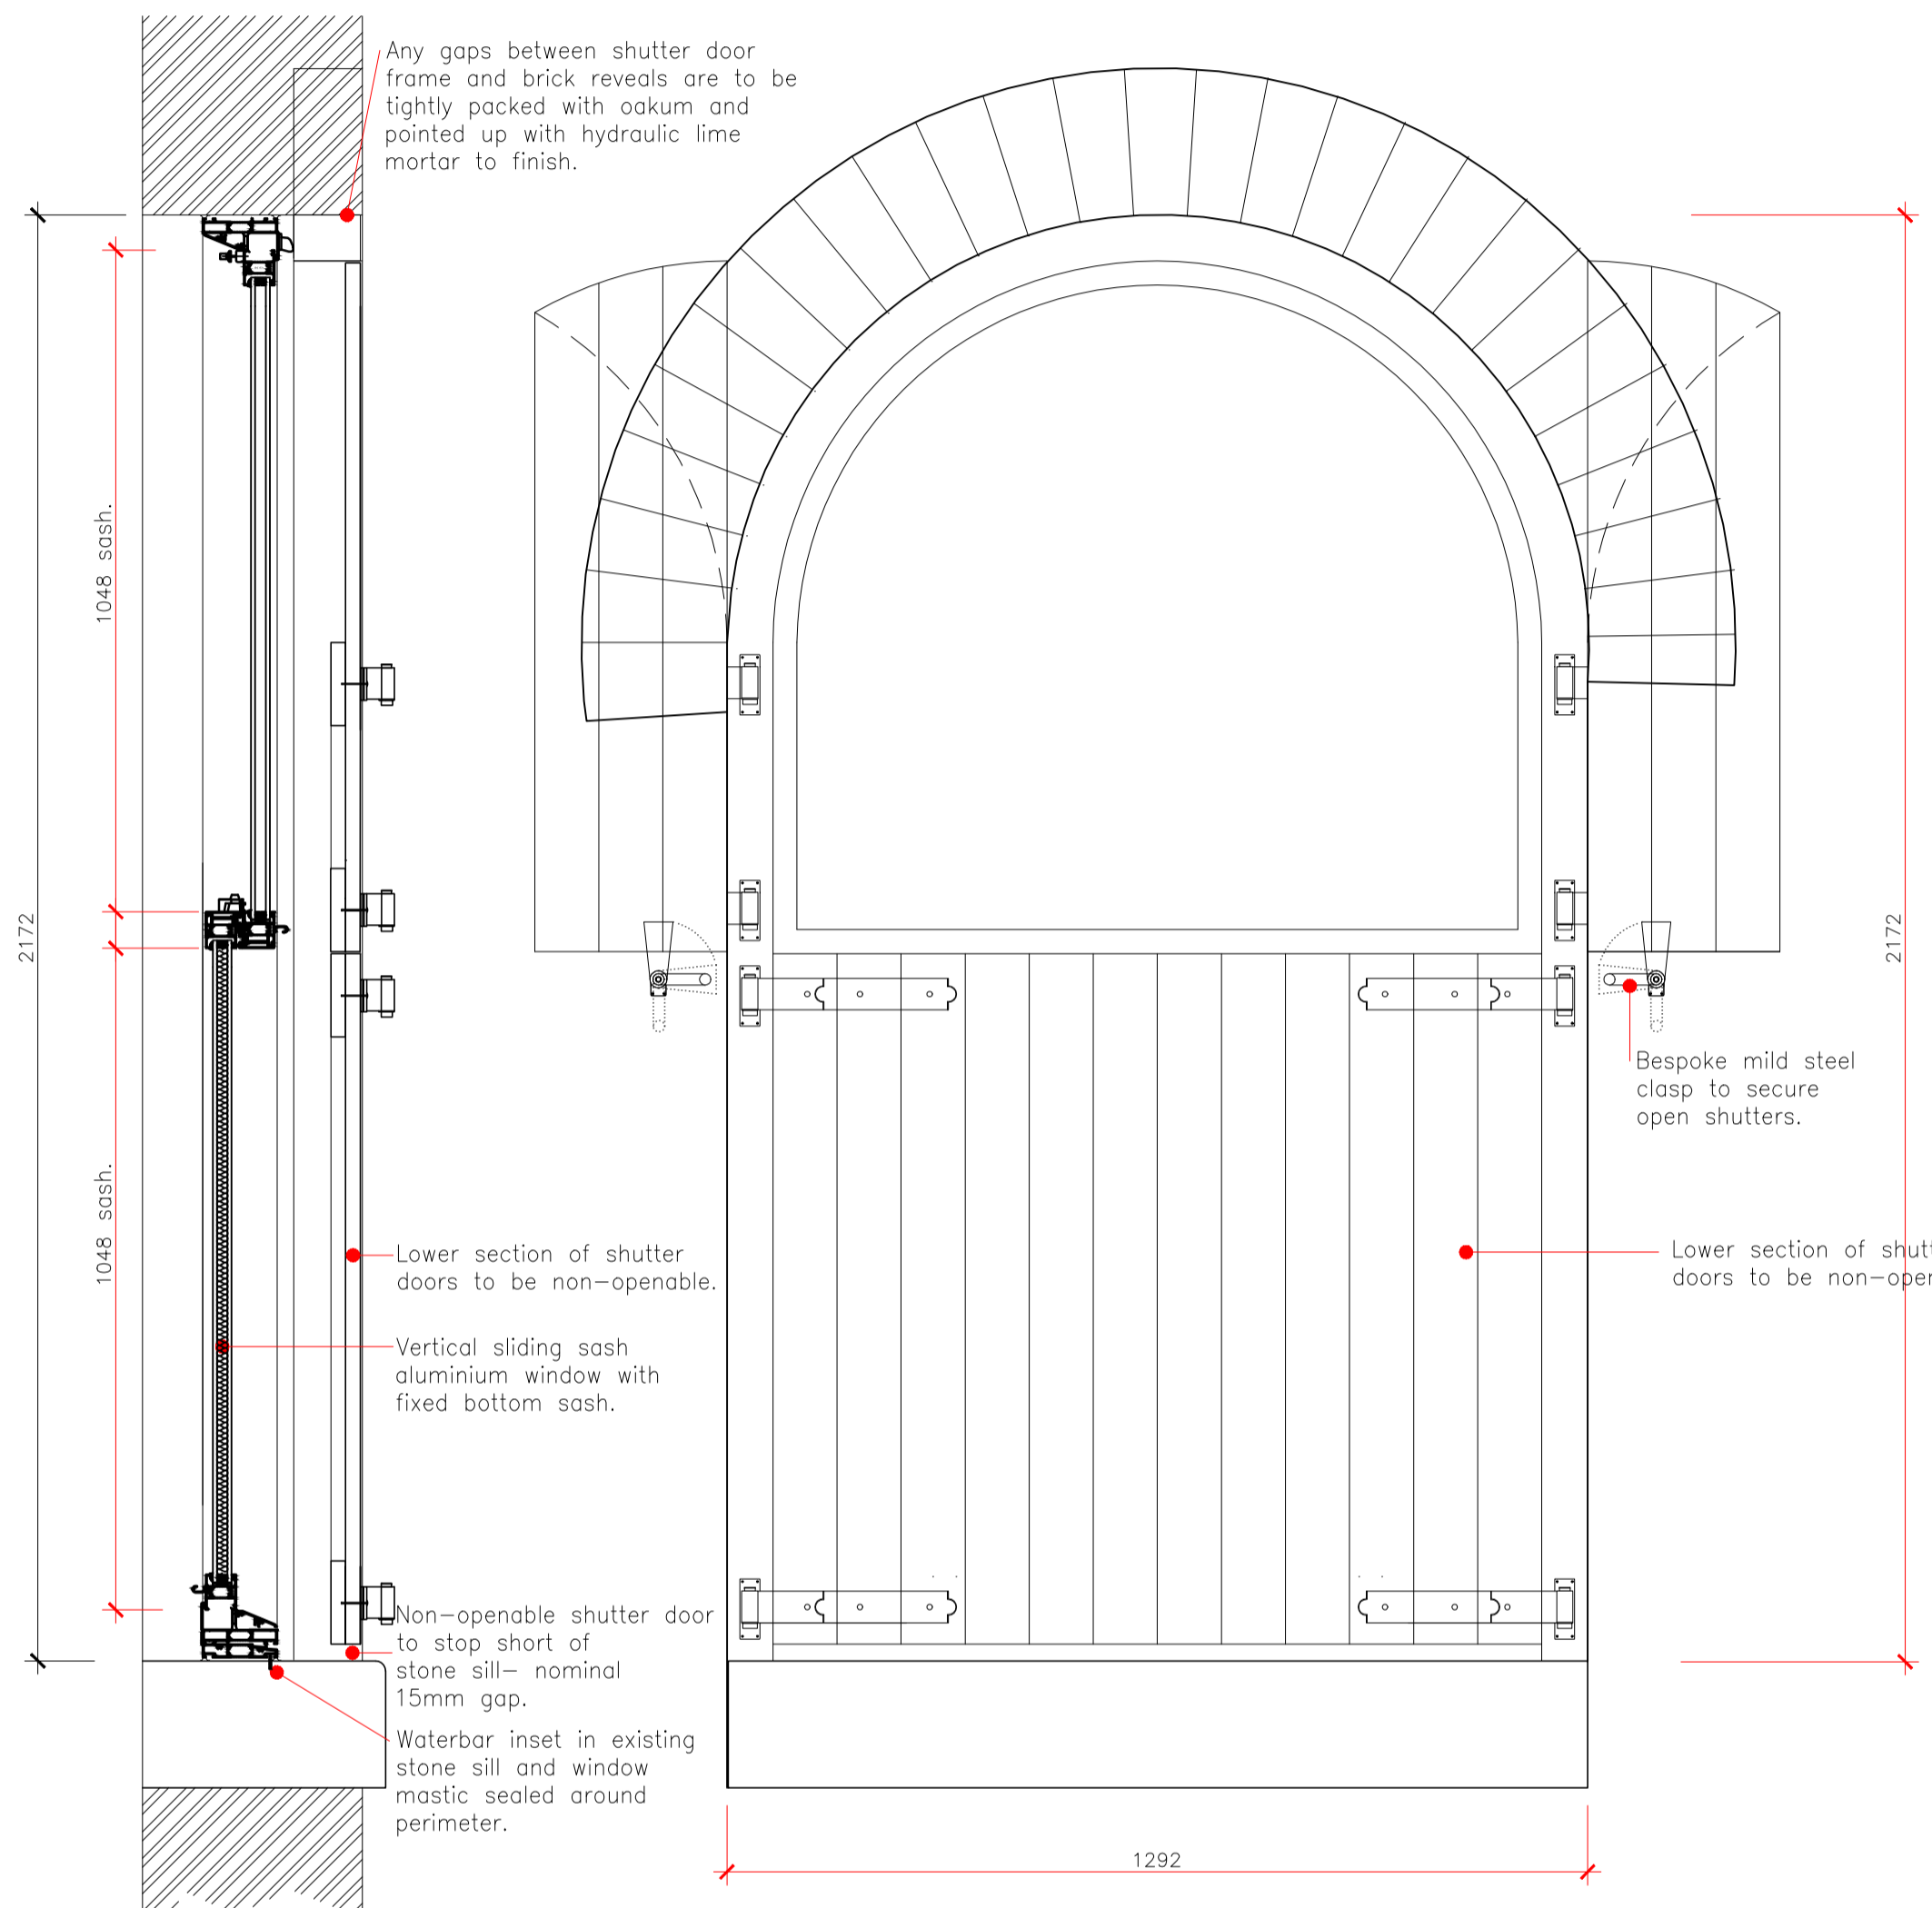 Any gaps between shutter door
frame and brick reveals are to be
tightly packed with oakum and
pointed up with hydraulic lime
mortar to finish.
1048 sash.
2172
2172
Bespoke mild steel
clasp to secure
open shutters.
1048 sash.
Lower section of shutter
doors to be non-openable.
Lower section of shut
doors to be non-open
Vertical sliding sash
aluminium window with
fixed bottom sash.
Non-openable shutter door
to stop short of
stone sill- nominal
15mm gap.
Waterbar inset in existing
stone sill and window
mastic sealed around
perimeter.
1292